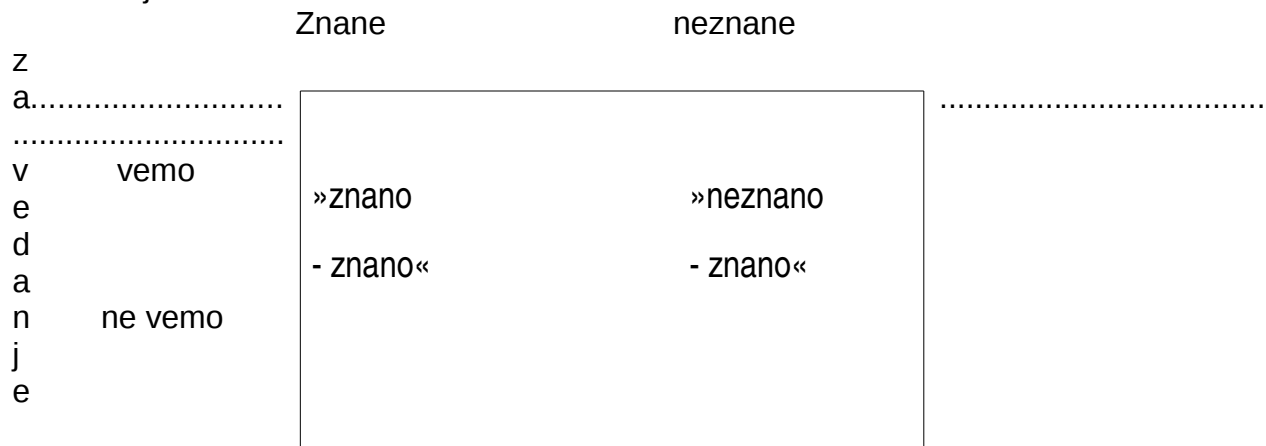 Znane neznane
z
a............................ ....................................
..............................
v vemo
e
»znano »neznano
d
- znano« - znano«
a
n ne vemo
j
e